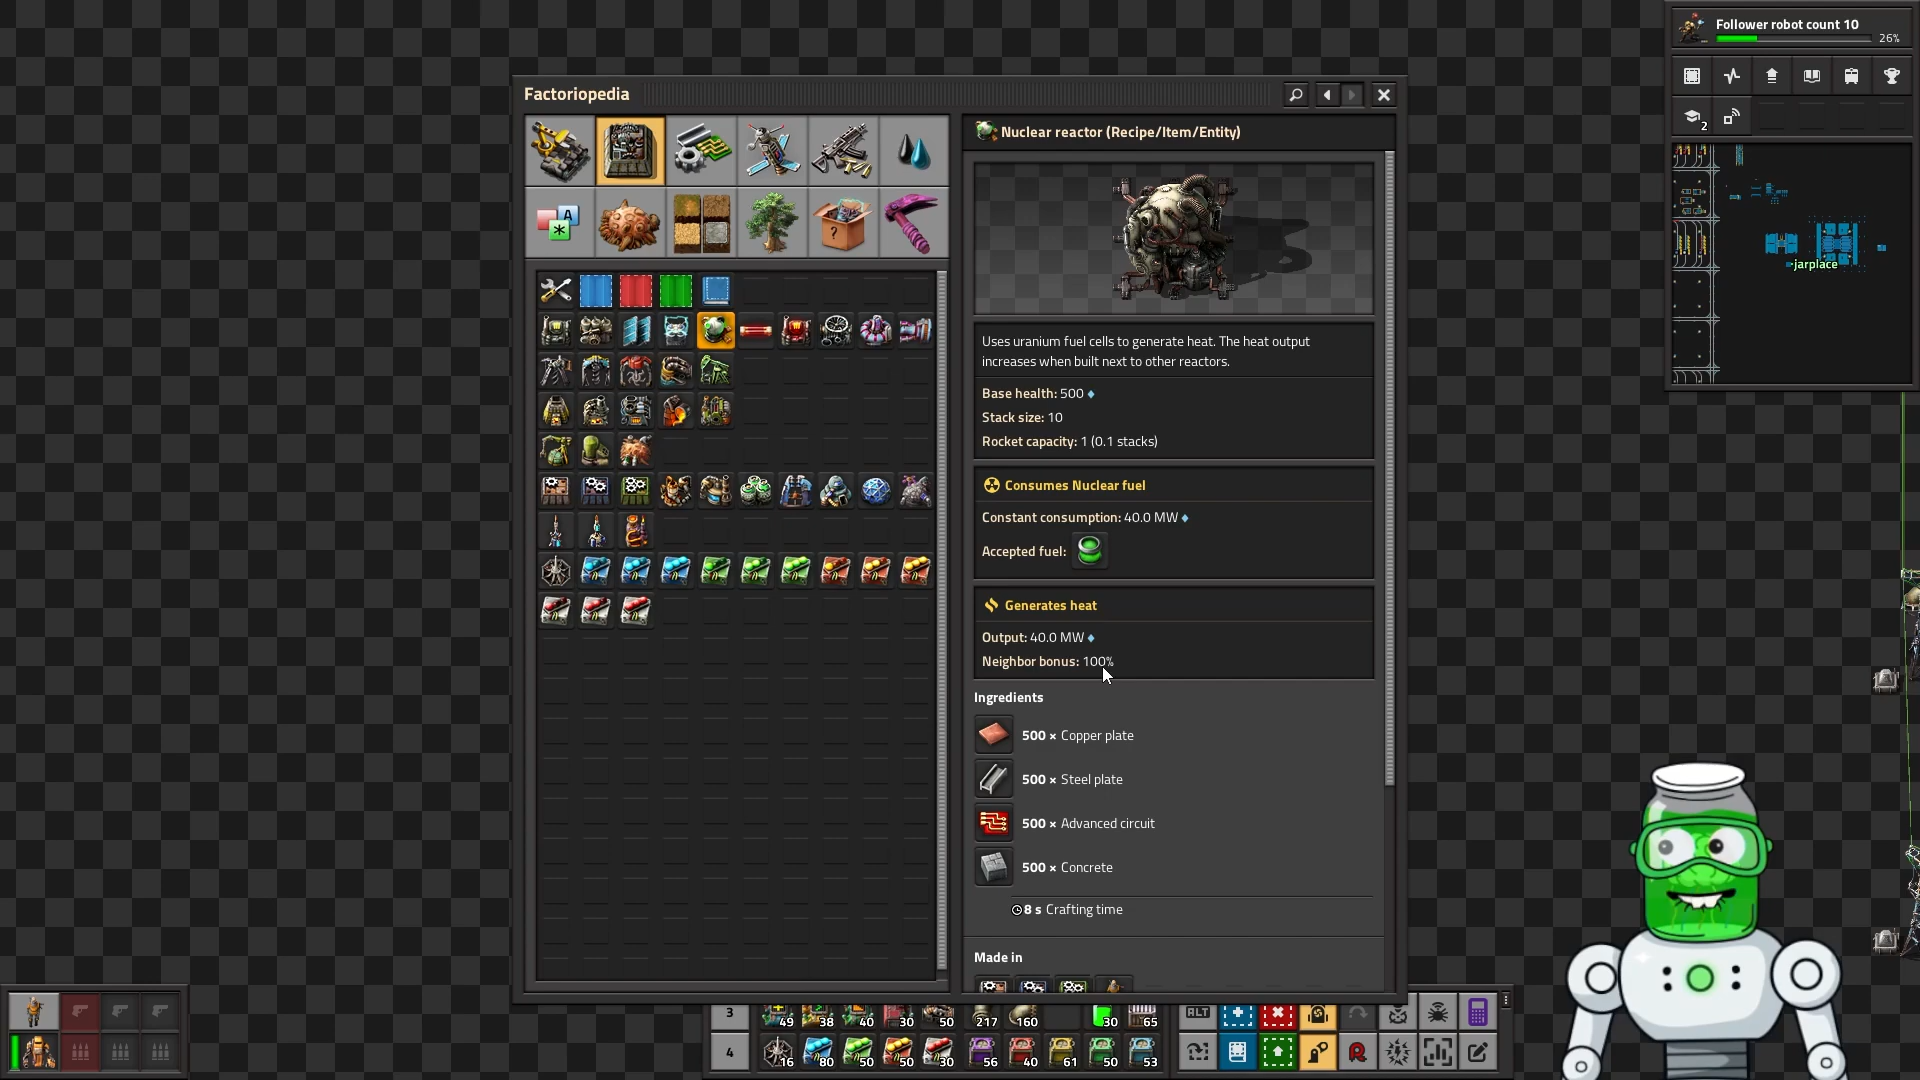 Follower robot count 10
26%
2
jarplace
Factoriopedia
Nuclear reactor (Recipe/Item/Entity)
Uses uranium fuel cells to generate heat. The heat output
increases when built next to other reactors.
Base health: 500
Stack size: 10
Rocket capacity: 1 (0.1 stacks)
Consumes Nuclear fuel
Constant consumption: 40.0 MW
Accepted fuel:
Generates heat
Output: 40.0 MW
Neighbor bonus: 100%
Ingredients
500 × Copper plate
500 × Steel plate
500 × Advanced circuit
500 × Concrete
8 s Crafting time
Made in
A
?
3 49 38 40 30 50 217 160 30 65 ALT
4 16 80 50 50 30 56 40 61 50 53 R